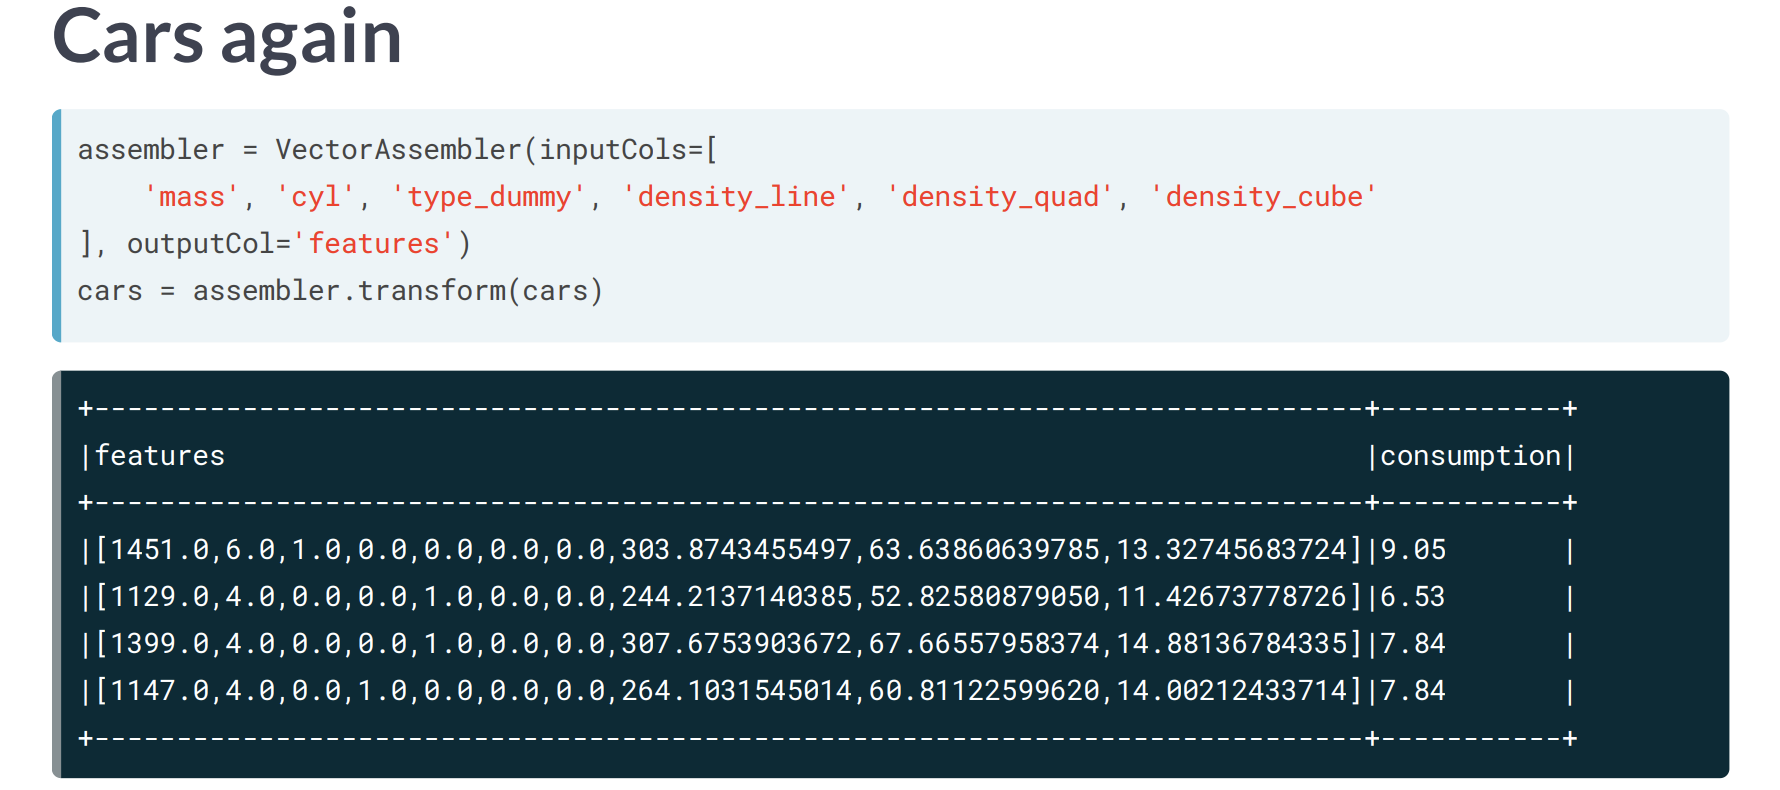 Cars again
assembler = VectorAssembler(inputCols=[
    'mass', 'cyl', 'type_dummy', 'density_line', 'density_quad', 'density_cube'
], outputCol='features')
cars = assembler.transform(cars)
+-----------------------------------------------------------------------------+-----------+
|features                                                                     |consumption|
+-----------------------------------------------------------------------------+-----------+
|[1451.0,6.0,1.0,0.0,0.0,0.0,0.0,303.8743455497,63.63860639785,13.32745683724]|9.05       |
|[1129.0,4.0,0.0,0.0,1.0,0.0,0.0,244.2137140385,52.82580879050,11.42673778726]|6.53       |
|[1399.0,4.0,0.0,0.0,1.0,0.0,0.0,307.6753903672,67.66557958374,14.88136784335]|7.84       |
|[1147.0,4.0,0.0,1.0,0.0,0.0,0.0,264.1031545014,60.81122599620,14.00212433714]|7.84       |
+-----------------------------------------------------------------------------+-----------+